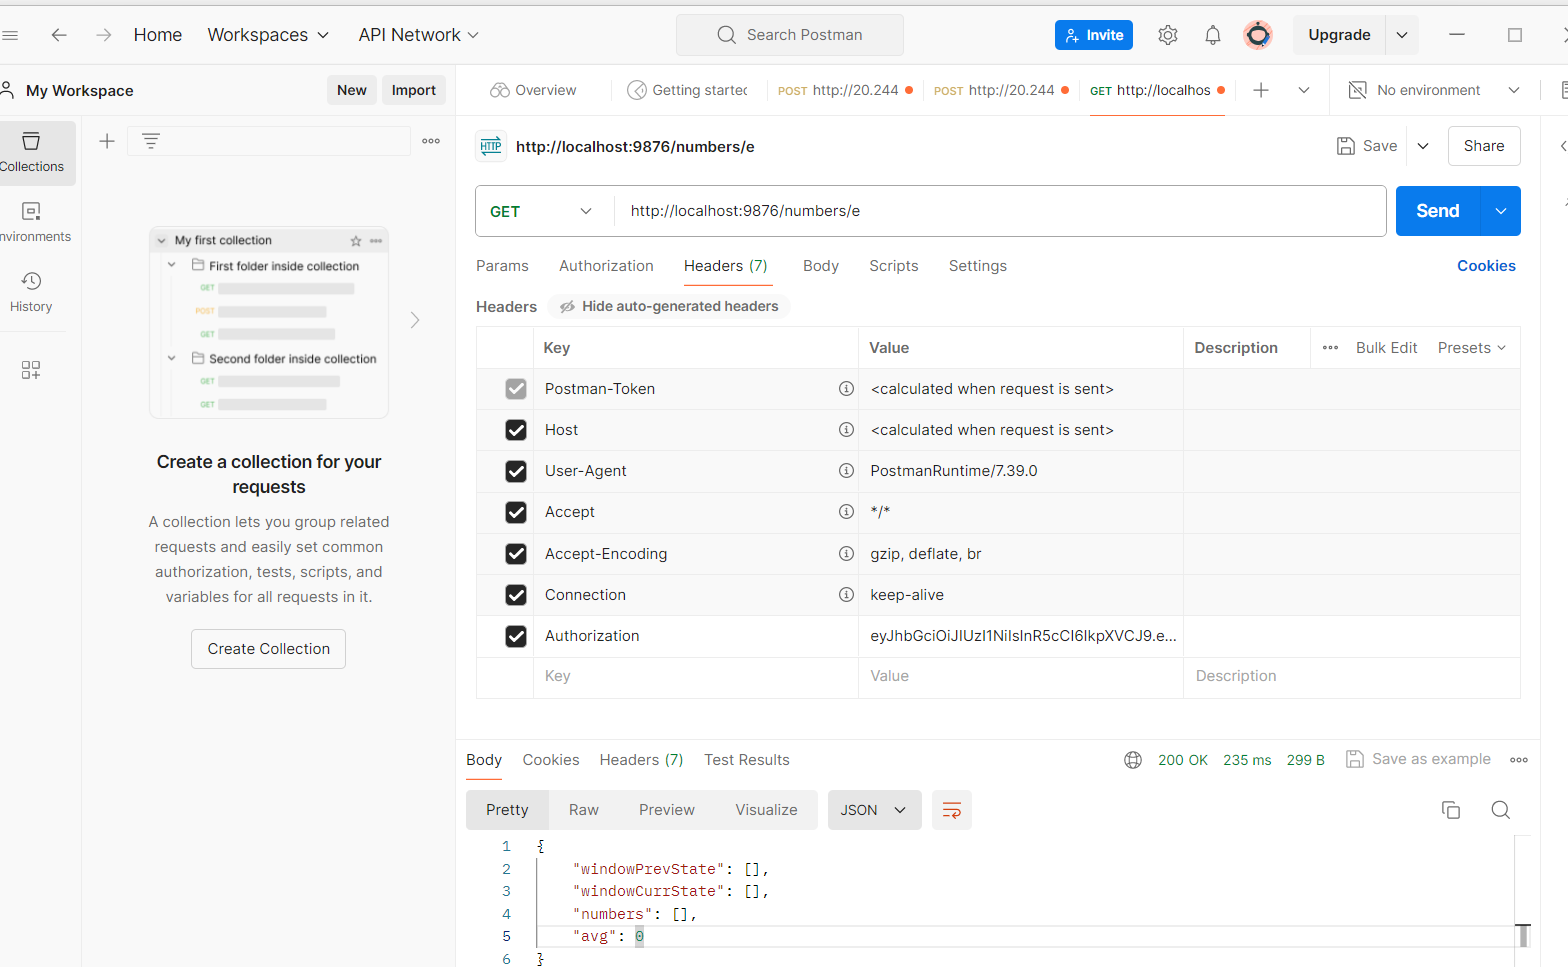 Home Workspaces API Network Search Postman Invite Upgrade
My Workspace New Import Overview Getting started POST http://20.244 POST http://20.244 GET http://localhos No environment
Collections
nvironments
History
My first collection
First folder inside collection
GET
POST
GET
Second folder inside collection
GET
GET
Create a collection for your
requests
A collection lets you group related
requests and easily set common
authorization, tests, scripts, and
variables for all requests in it.
Create Collection
HTTP http://localhost:9876/numbers/e Save Share
GET http://localhost:9876/numbers/e Send
Params Authorization Headers (7) Body Scripts Settings Cookies
Headers Hide auto-generated headers
Key Value Description Bulk Edit Presets
Postman-Token <calculated when request is sent>
Host <calculated when request is sent>
User-Agent PostmanRuntime/7.39.0
Accept */*
Accept-Encoding gzip, deflate, br
Connection keep-alive
Authorization eyJhbGciOiJIUzI1NiIsInR5cCI6IkpXVCJ9.e...
Key Value Description
Body Cookies Headers (7) Test Results 200 OK 235 ms 299 B Save as example
Pretty Raw Preview Visualize JSON
1 {
2 "windowPrevState": [],
3 "windowCurrState": [],
4 "numbers": [],
5 "avg": 0
6 }